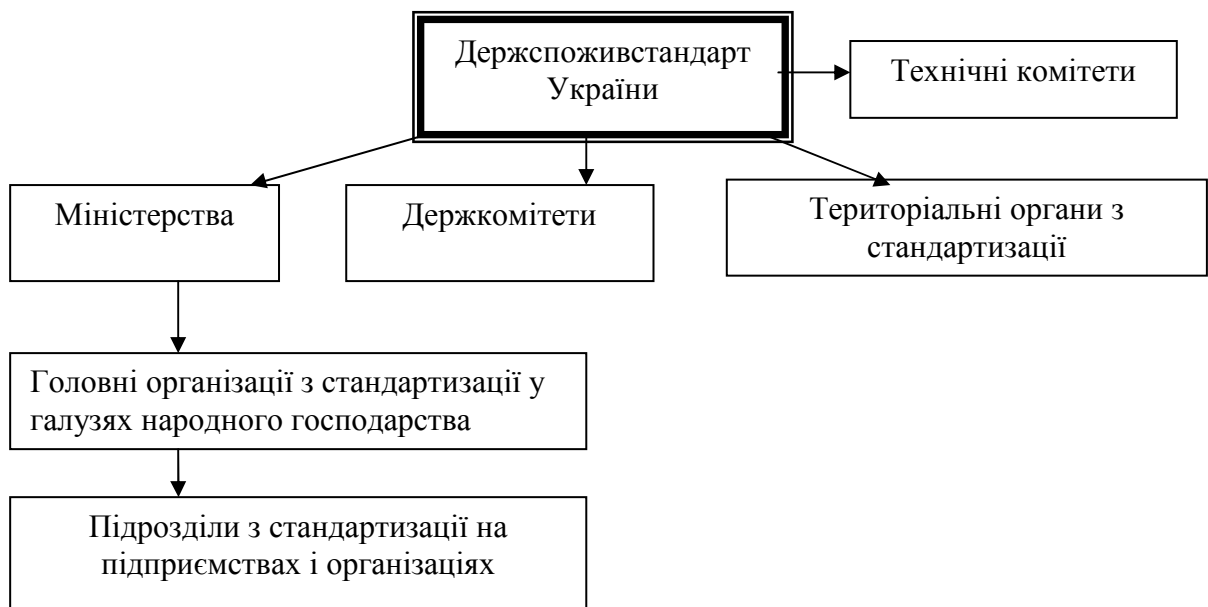 Держспоживстандарт
України
Технічні комітети
Міністерства
Держкомітети
Територіальні органи з
стандартизації
Головні організації з стандартизації у
галузях народного господарства
Підрозділи з стандартизації на
підприємствах і організаціях